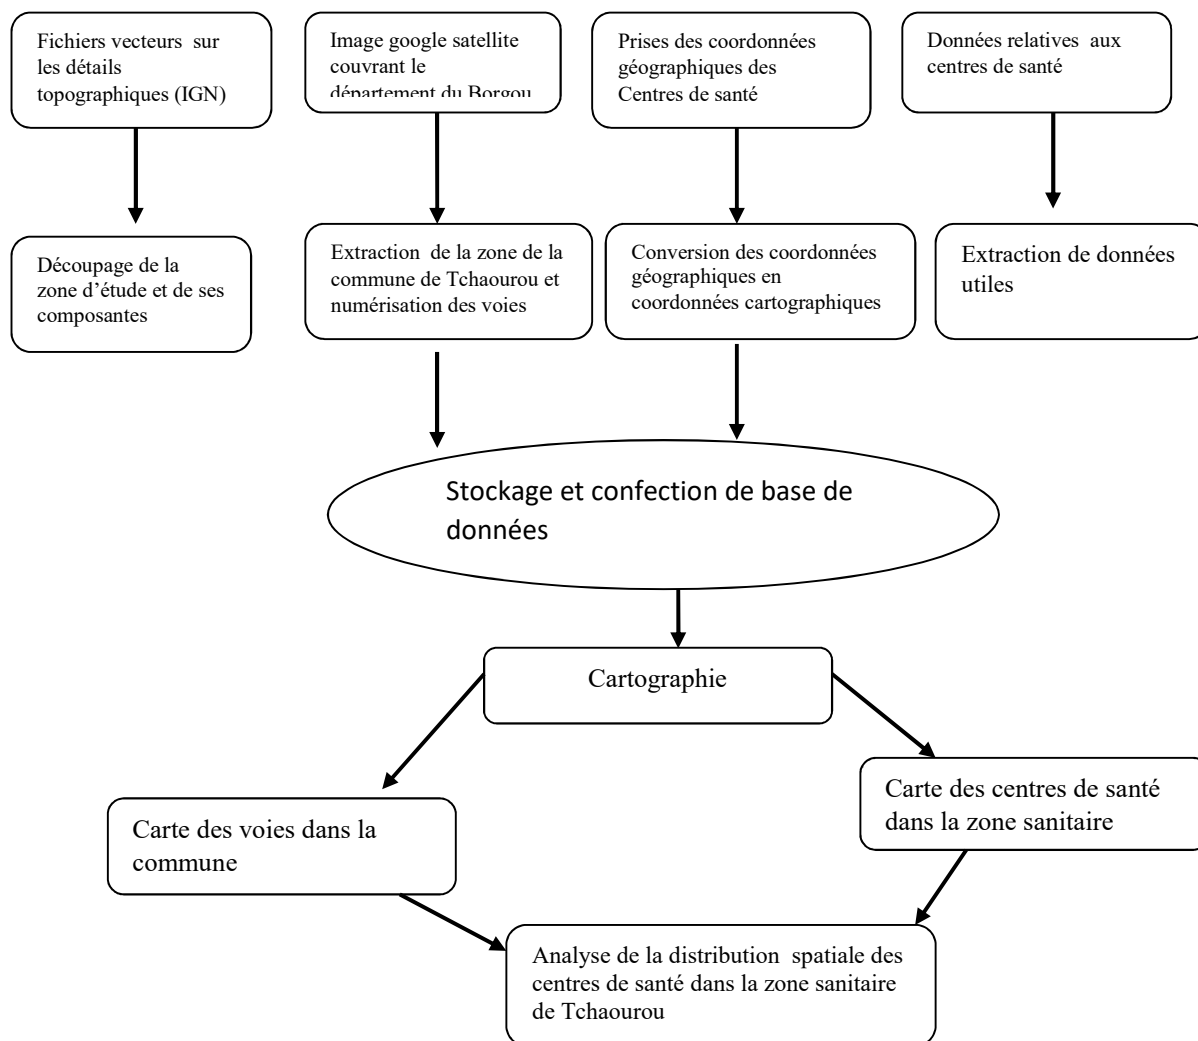 Fichiers vecteurs sur
les détails
topographiques (IGN)
Image google satellite
couvrant le
département du Borgou
Prises des coordonnées
géographiques des
Centres de santé
Données relatives aux
centres de santé
Découpage de la
zone d'étude et de ses
composantes
Extraction de la zone de la
commune de Tchaourou et
numérisation des voies
Conversion des coordonnées
géographiques en
coordonnées cartographiques
Extraction de données
utiles
Stockage et confection de base de
données
Cartographie
Carte des voies dans la
commune
Carte des centres de santé
dans la zone sanitaire
Analyse de la distribution spatiale des
centres de santé dans la zone sanitaire
de Tchaourou